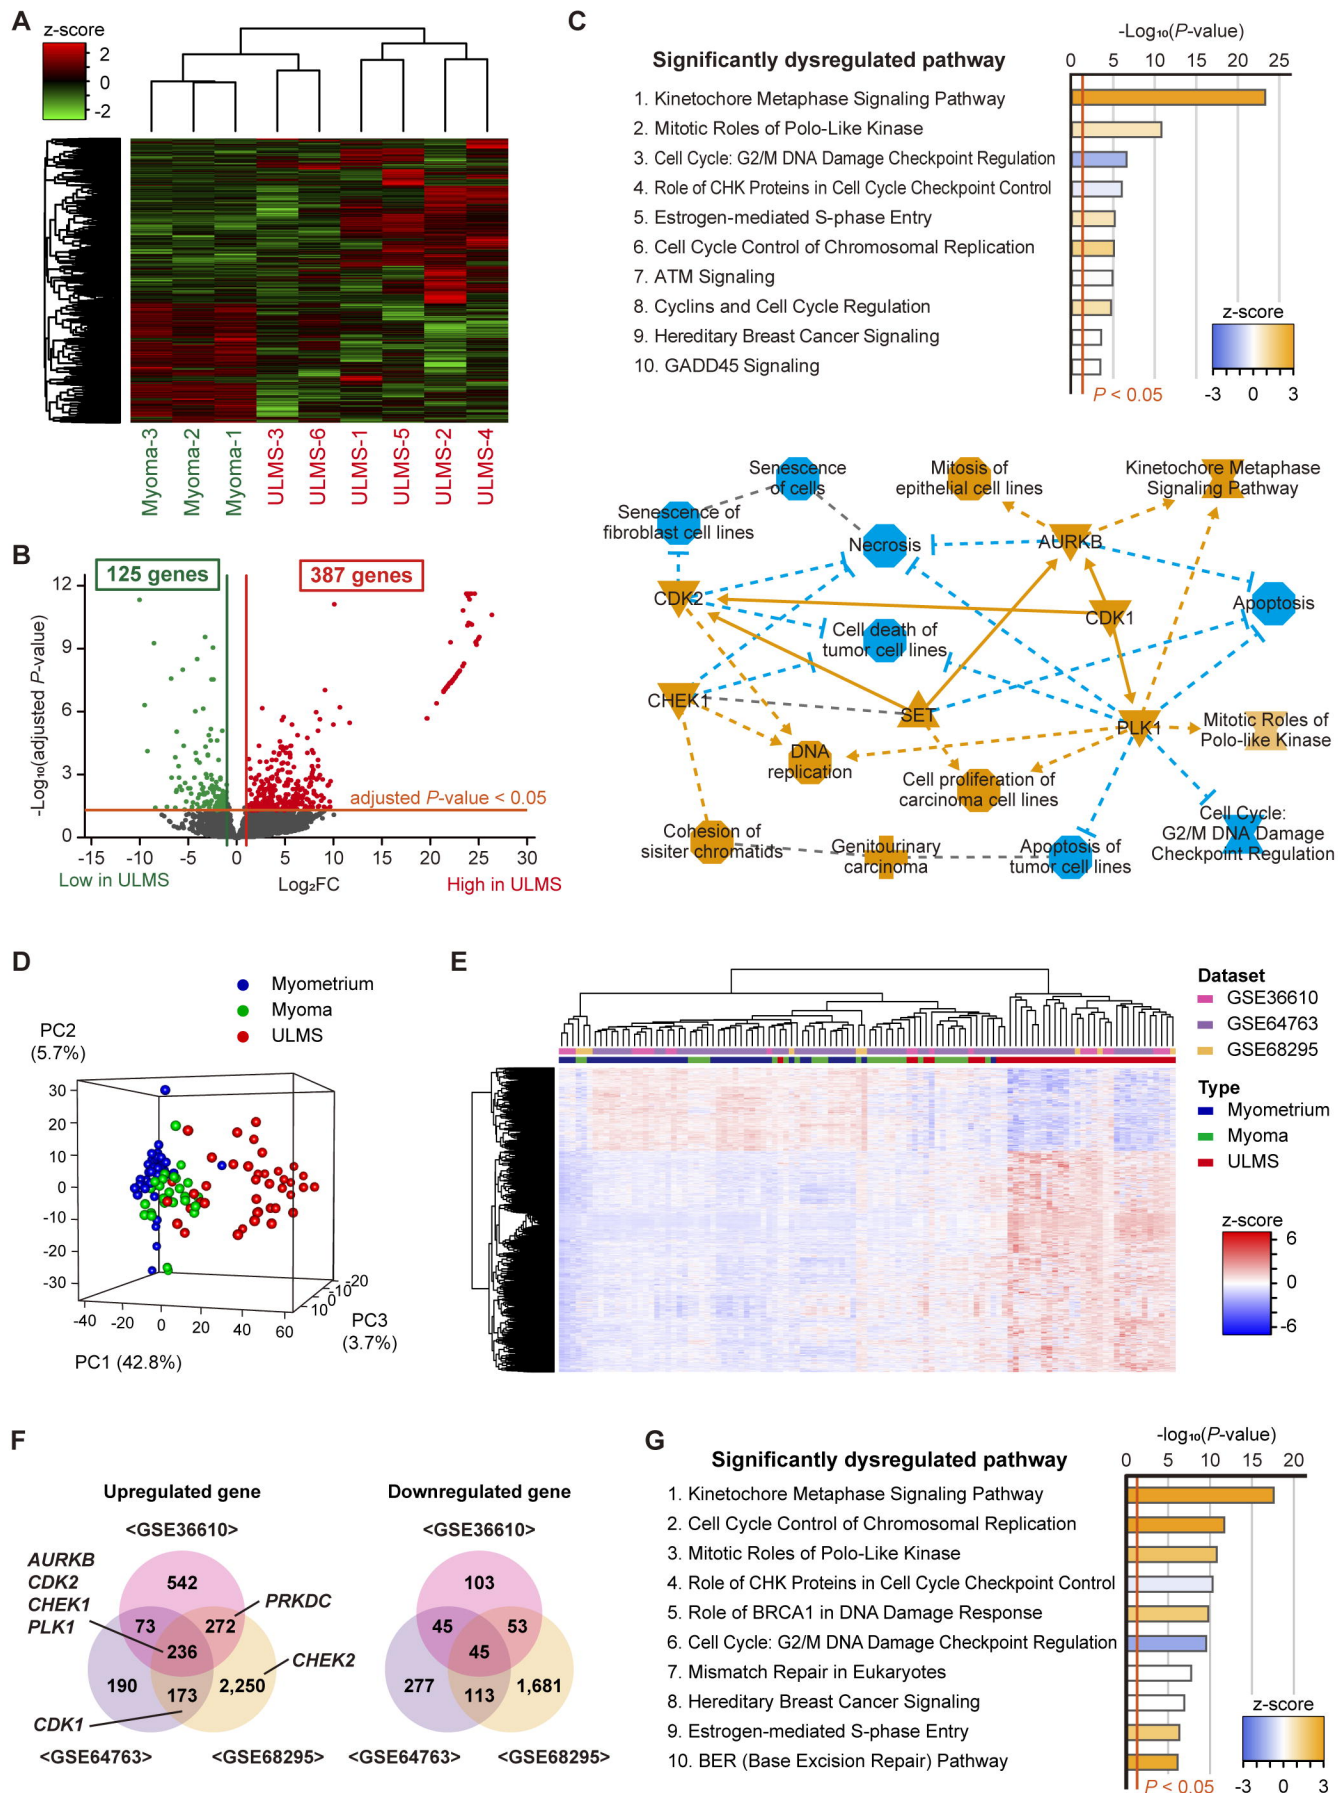 A
z-score
2
0
-2
Myoma-3
Myoma-2
Myoma-1
ULMS-3
ULMS-6
ULMS-1
ULMS-5
ULMS-2
ULMS-4
B
125 genes
387 genes
-Log₁₀(adjusted P-value)
12
9
6
3
0
adjusted P-value < 0.05
-15 -10 -5 0 5 10 15 20 25 30
Low in ULMS
Log₂FC
High in ULMS
C
-Log₁₀(P-value)
Significantly dysregulated pathway
0 5 10 15 20 25
1. Kinetochore Metaphase Signaling Pathway
2. Mitotic Roles of Polo-Like Kinase
3. Cell Cycle: G2/M DNA Damage Checkpoint Regulation
4. Role of CHK Proteins in Cell Cycle Checkpoint Control
5. Estrogen-mediated S-phase Entry
6. Cell Cycle Control of Chromosomal Replication
7. ATM Signaling
8. Cyclins and Cell Cycle Regulation
9. Hereditary Breast Cancer Signaling
10. GADD45 Signaling
P < 0.05
z-score
-3 0 3
Senescence
of cells
Mitosis of
epithelial cell lines
Kinetochore Metaphase
Signaling Pathway
Senescence of
fibroblast cell lines
Necrosis
AURKB
CDK2
Apoptosis
CDK1
Cell death of
tumor cell lines
CHEK1
SET
PLK1
Mitotic Roles of
Polo-like Kinase
DNA
replication
Cell proliferation of
carcinoma cell lines
Cohesion of
sisiter chromatids
Genitourinary
carcinoma
Apoptosis of
tumor cell lines
Cell Cycle:
G2/M DNA Damage
Checkpoint Regulation
D
Myometrium
Myoma
ULMS
PC2
(5.7%)
30
20
10
0
-10
-20
-30
-40 -20 0 20 40 60
PC1 (42.8%)
-20
-10
0
10
PC3
(3.7%)
E
Dataset
GSE36610
GSE64763
GSE68295
Type
Myometrium
Myoma
ULMS
z-score
6
0
-6
F
Upregulated gene
<GSE36610>
AURKB
CDK2
CHEK1
PLK1
542
PRKDC
73
272
236
CHEK2
190
173
2,250
CDK1
<GSE64763>
<GSE68295>
Downregulated gene
<GSE36610>
103
45
53
45
277
113
1,681
<GSE64763>
<GSE68295>
G
-log₁₀(P-value)
Significantly dysregulated pathway
0 5 10 15 20
1. Kinetochore Metaphase Signaling Pathway
2. Cell Cycle Control of Chromosomal Replication
3. Mitotic Roles of Polo-Like Kinase
4. Role of CHK Proteins in Cell Cycle Checkpoint Control
5. Role of BRCA1 in DNA Damage Response
6. Cell Cycle: G2/M DNA Damage Checkpoint Regulation
7. Mismatch Repair in Eukaryotes
8. Hereditary Breast Cancer Signaling
9. Estrogen-mediated S-phase Entry
10. BER (Base Excision Repair) Pathway
P < 0.05
z-score
-3 0 3